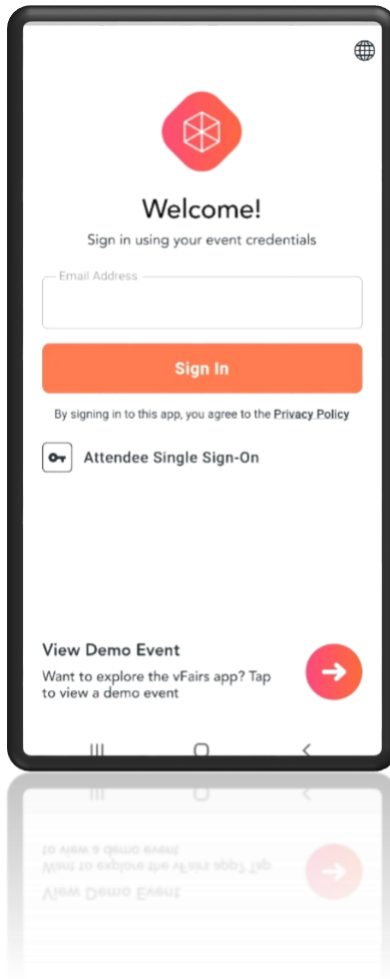 Welcome!
Sign in using your event credentials
Email Address
Sign In
By signing in to this app, you agree to the Privacy Policy
Attendee Single Sign-On
View Demo Event
Want to explore the vFairs app? Tap
to view a demo event